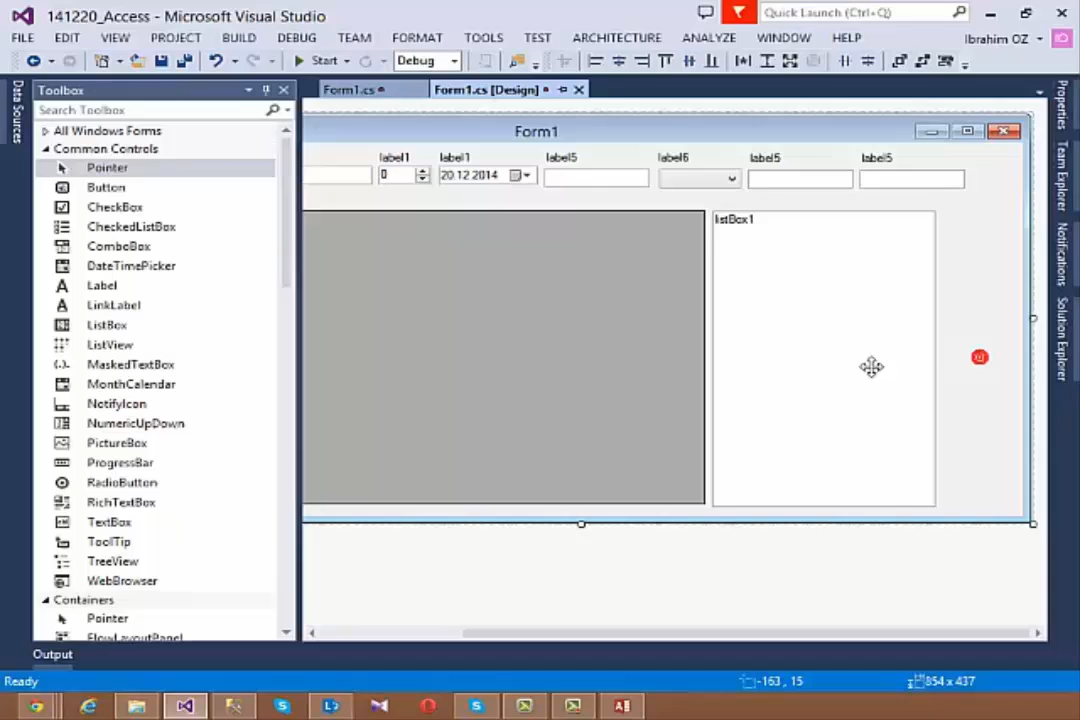 141220_Access - Microsoft Visual Studio
Quick Launch (Ctrl+Q)
FILE EDIT VIEW PROJECT BUILD DEBUG TEAM FORMAT TOOLS TEST ARCHITECTURE ANALYZE WINDOW HELP
Ibrahim OZ
Start
Debug
Data Sources
Toolbox
Search Toolbox
All Windows Forms
Common Controls
Pointer
Button
CheckBox
CheckedListBox
ComboBox
DateTimePicker
Label
LinkLabel
ListBox
ListView
MaskedTextBox
MonthCalendar
NotifyIcon
NumericUpDown
PictureBox
ProgressBar
RadioButton
RichTextBox
TextBox
ToolTip
TreeView
WebBrowser
Containers
Pointer
FlowLayoutPanel
Form1.cs
Form1.cs [Design]
Form1
label1 label1 label5 label6 label5 label5
0
20.12.2014
listBox1
Properties
Team Explorer
Notifications
Solution Explorer
Output
Ready
-163 , 15
854 x 437